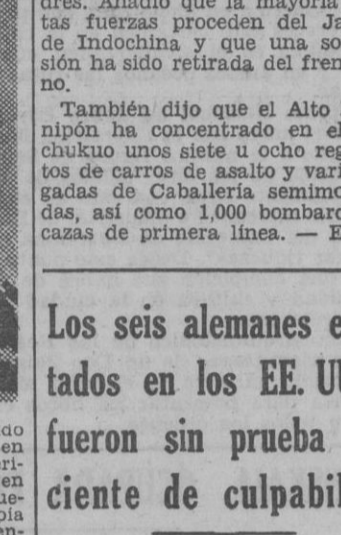 dres. Añadió que la mayoría
tas fuerzas proceden del Ja
de Indochina y que una so
sión ha sido retirada del fren
no.
También dijo que el Alto
nipón ha concentrado en el
chukuo unos siete u ocho reg
tos de carros de asalto y vari
gadas de Caballería semimo
das, así como 1,000 bombard
cazas de primera línea. — E
Los seis alemanes e
tados en los EE. UU
fueron sin prueba
ciente de culpabil
do
en
ri-
en
ue-
bía
en-